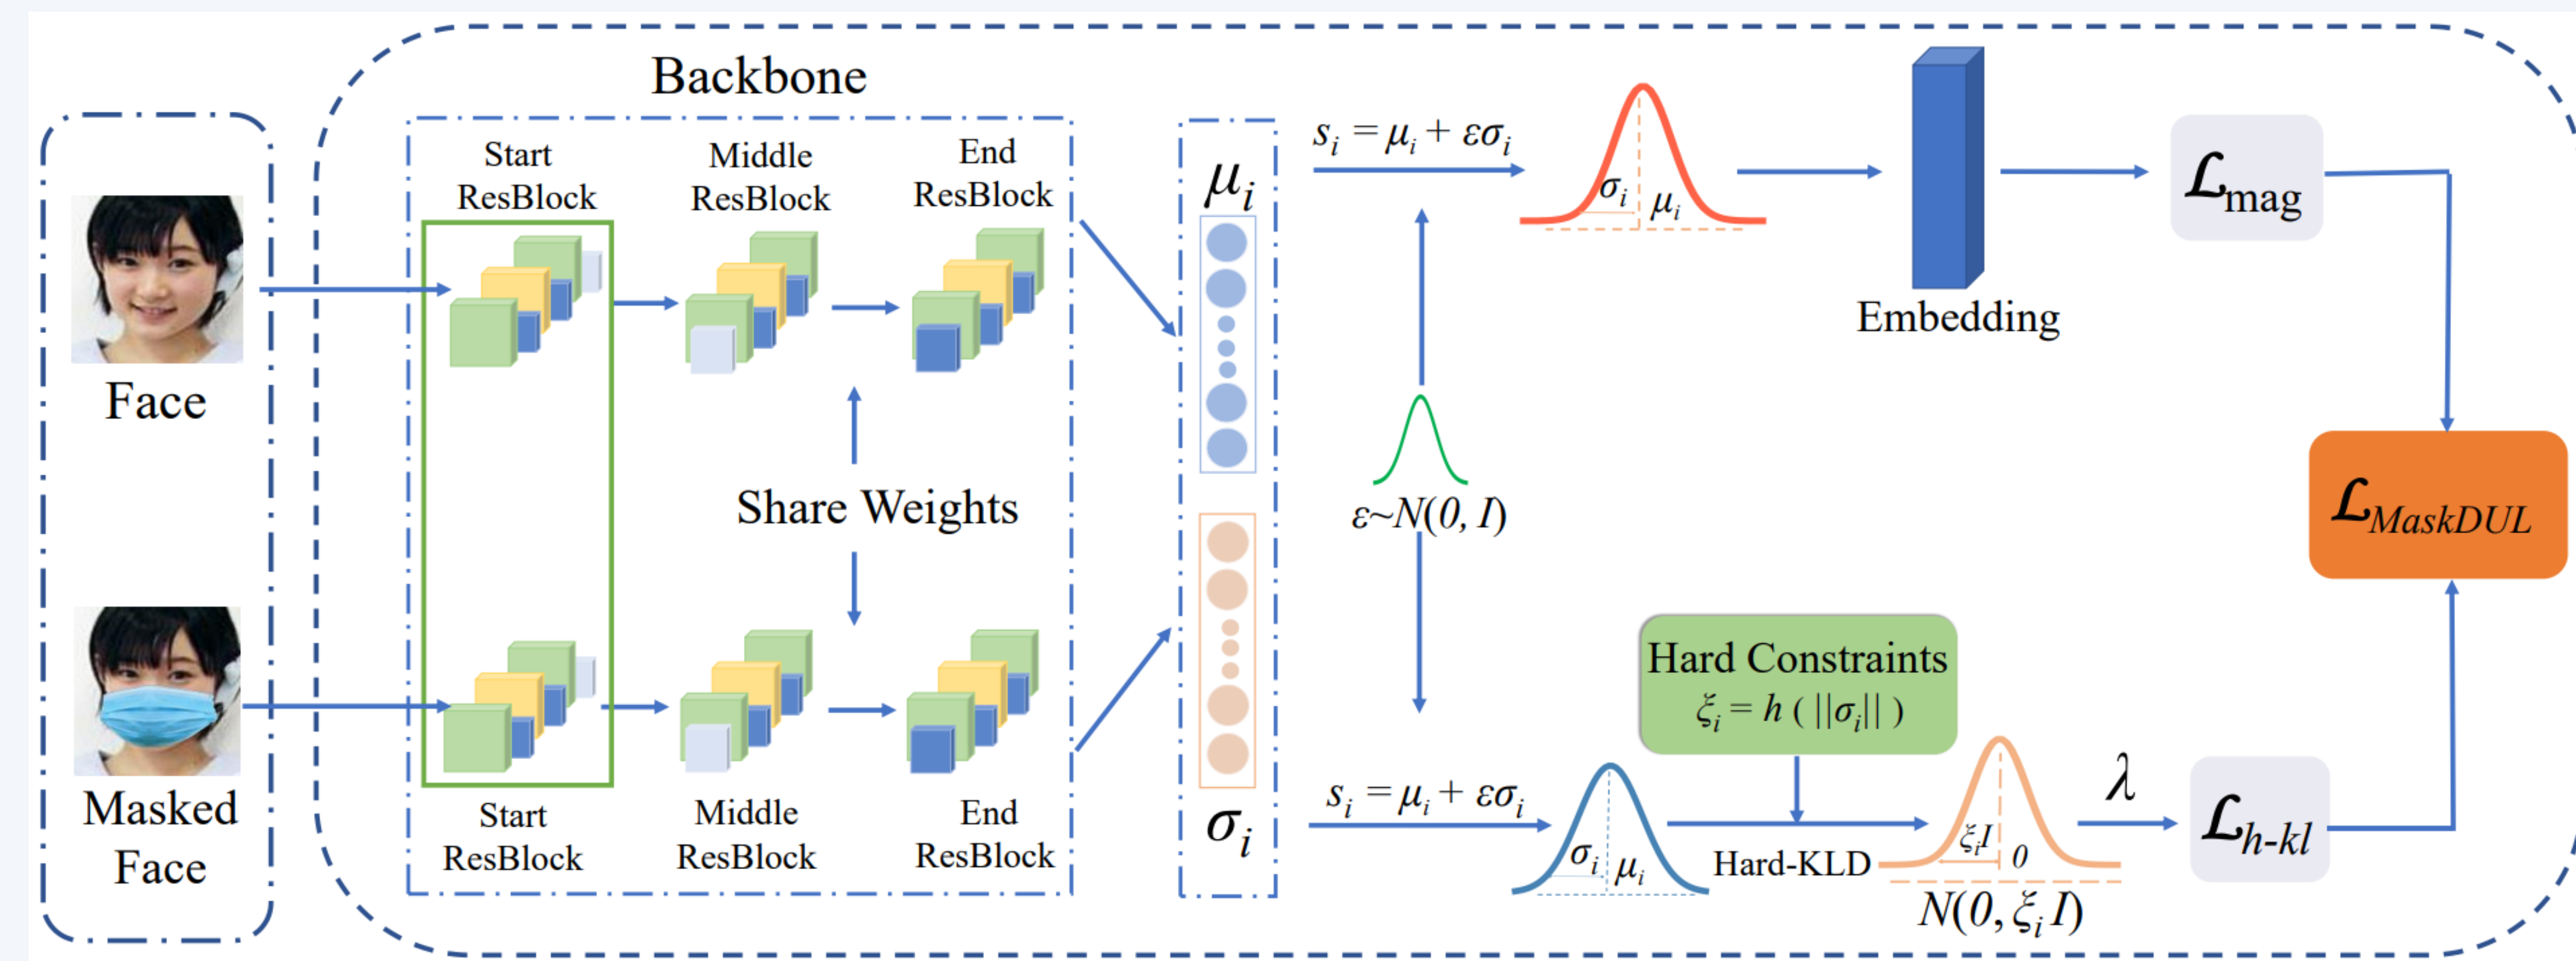 Backbone
Start
ResBlock
Middle
ResBlock
End
ResBlock
Face
Share Weights
Masked
Face
Start
ResBlock
Middle
ResBlock
End
ResBlock
μi
σi
si = μi + εσi
σi μi
Embedding
ℒmag
ε~N(0, I)
ℒMaskDUL
Hard Constraints
ξi = h ( ||σi|| )
si = μi + εσi
σi μi
Hard-KLD
ξiI 0
N(0, ξi I)
λ
ℒh-kl